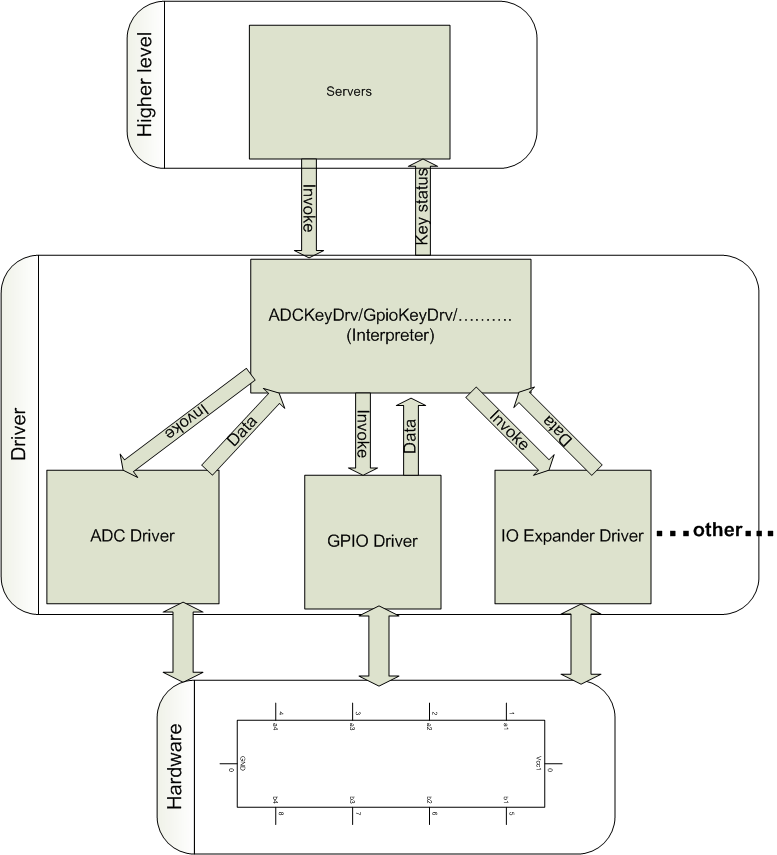 Higher level
Servers
Invoke
Key status
Driver
ADCKeyDrv/GpioKeyDrv/……….
(Interpreter)
Invoke
Data
Invoke
Data
Invoke
Data
ADC Driver
GPIO Driver
IO Expander Driver
...other...
Hardware
4 3 2 1
a4 a3 a2 a1
GND Vcc1
0 0
b4 b3 b2 b1
8 7 6 5